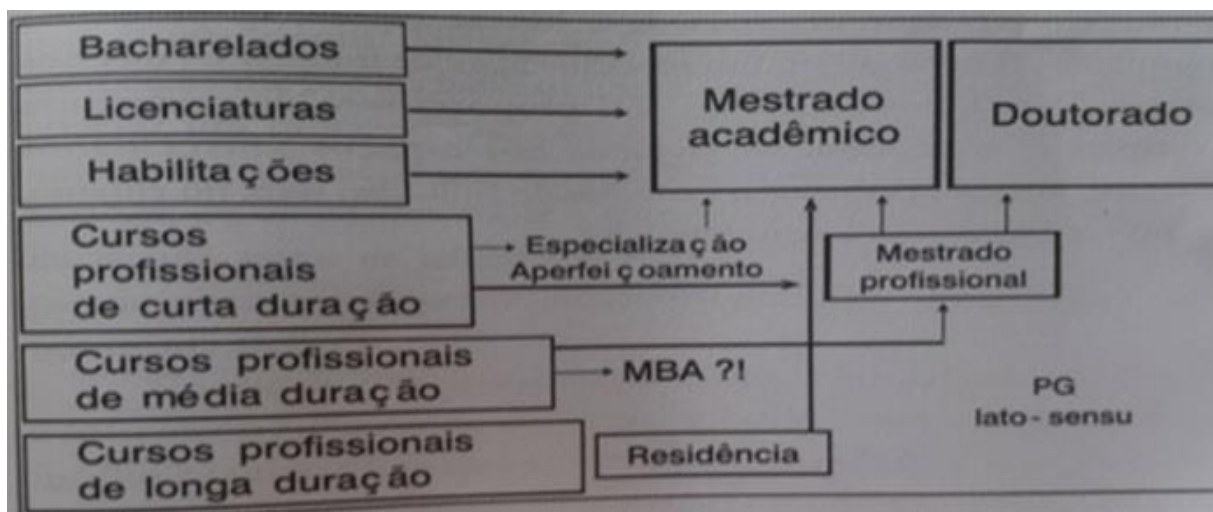 Bacharelados
Licenciaturas
Habilitações
Cursos
profissionais
de curta duração
Cursos profissionais
de média duração
Cursos profissionais
de longa duração
Especialização
Aperfeiçoamento
MBA ?!
Residência
Mestrado
acadêmico
Doutorado
Mestrado
profissional
PG
lato-sensu